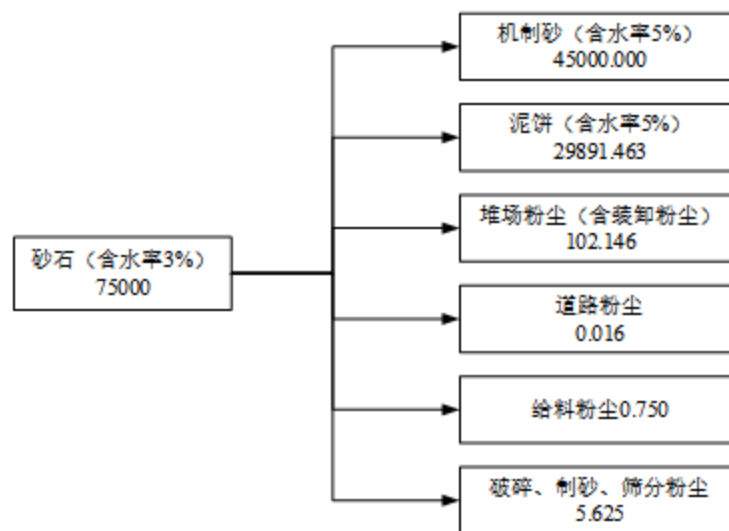 机制砂（含水率5%）
45000.000
泥饼（含水率5%）
29891.463
堆场粉尘（含装卸粉尘）
102.146
砂石（含水率3%）
75000
道路粉尘
0.016
给料粉尘0.750
破碎、制砂、筛分粉尘
5.625